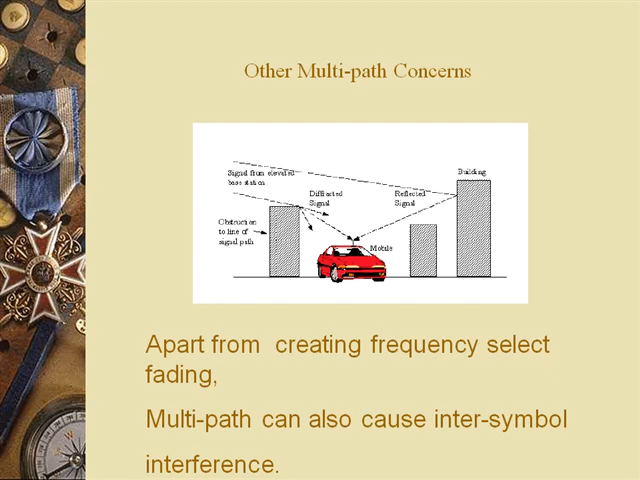 Other Multi-path Concerns
Signal from elevated
base station
Building
Diffracted
Signal
Reflected
Signal
Obstruction
to line of
signal path
Mobile
Apart from creating frequency select
fading,
Multi-path can also cause inter-symbol
interference.